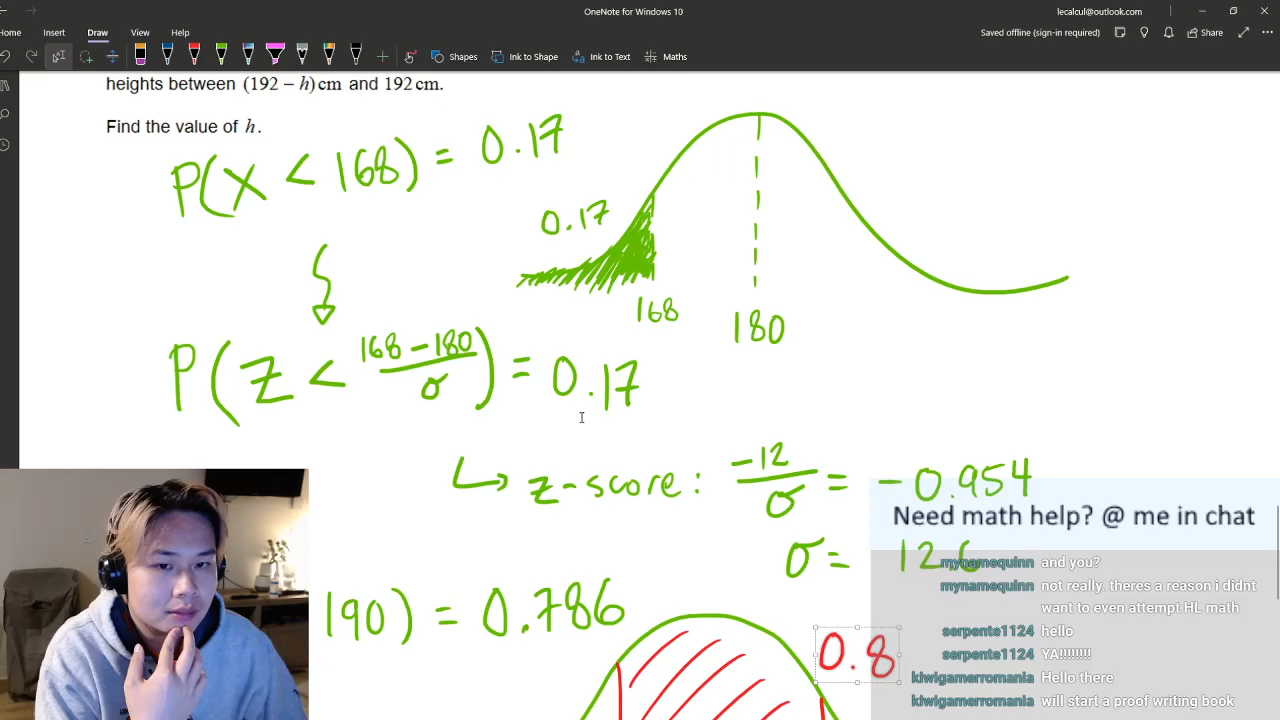 OneNote for Windows 10
lecalcul@outlook.com
Home Insert Draw View Help
Saved offline (sign-in required)
Share
Shapes Ink to Shape Ink to Text Maths
heights between (192 − h) cm and 192 cm.
Find the value of h.
P(X < 168) = 0.17
0.17
168
180
P(Z < (168 − 180)/σ) = 0.17
↳ z-score: −12/σ = −0.954
Need math help? @ me in chat
σ = 12.6
190) = 0.786
0.8
mynamequinn and you?
mynamequinn not really. theres a reason i didnt
want to even attempt HL math
serpente1124 hello
serpente1124 YA!!!!!!!!
kiwigamerromania Hello there
kiwigamerromania will start a proof writing book